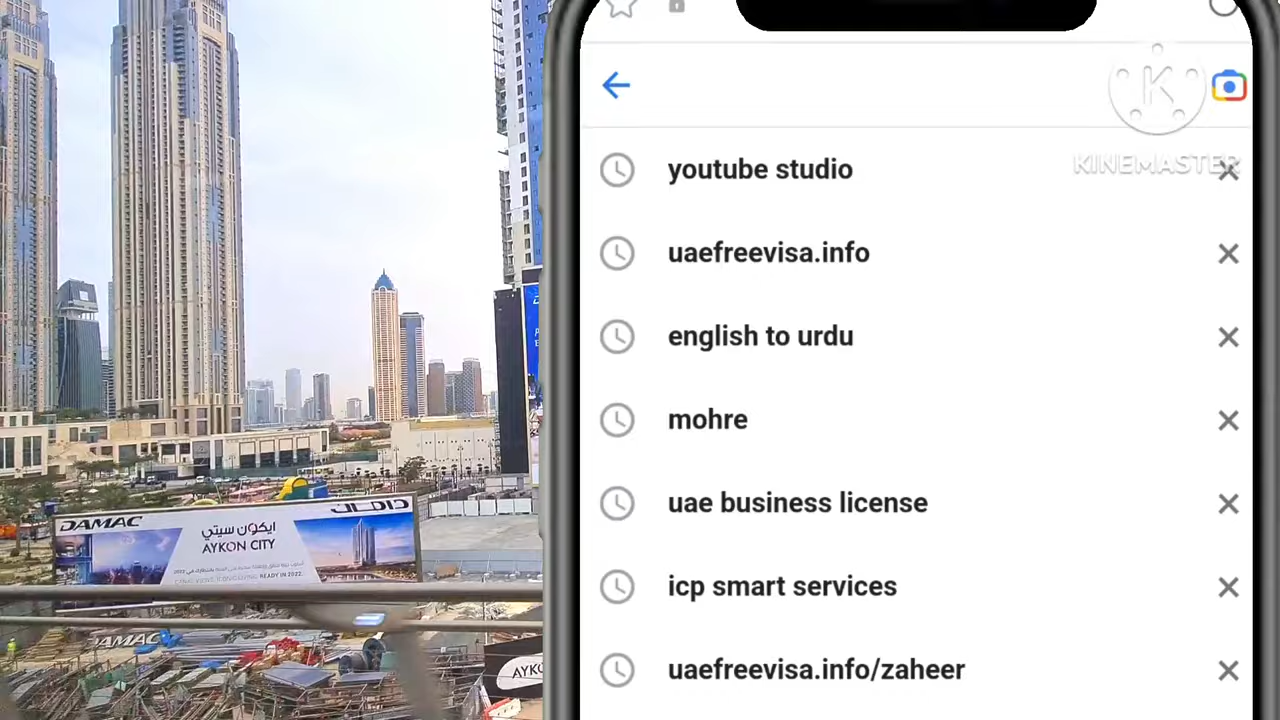 KINEMASTER
youtube studio
uaefreevisa.info
english to urdu
mohre
uae business license
icp smart services
uaefreevisa.info/zaheer
DAMAC
داماك
ايكون سيتي
AYKON CITY
READY IN 2022.
DAMAC